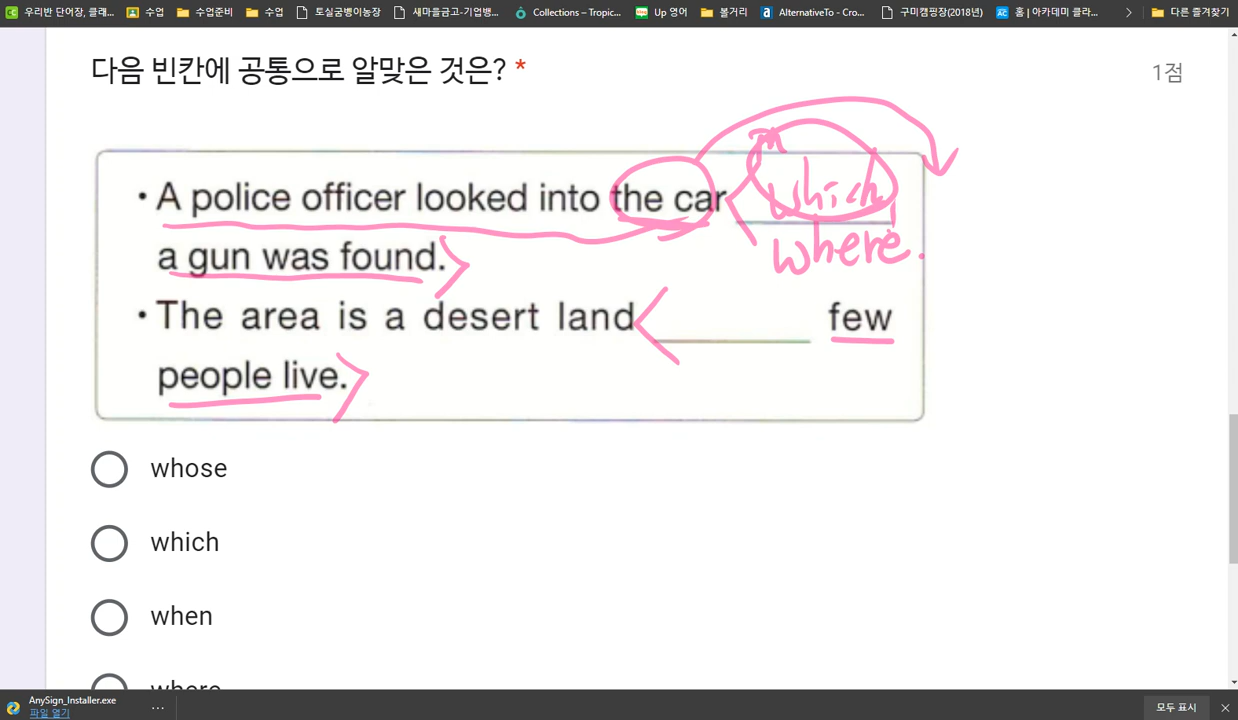 우리반 단어장, 클래... 수업 수업준비 수업 토실굼벵이농장 새마을금고-기업뱅... Collections – Tropic... Up 영어 볼거리 AlternativeTo - Cro... 구미캠핑장(2018년) 홈 | 아카데미 클라... 다른 즐겨찾기
다음 빈칸에 공통으로 알맞은 것은? *
1점
in
• A police officer looked into the car which
where.
a gun was found.
• The area is a desert land few
people live.
whose
which
when
where
AnySign_Installer.exe
파일 열기
모두 표시